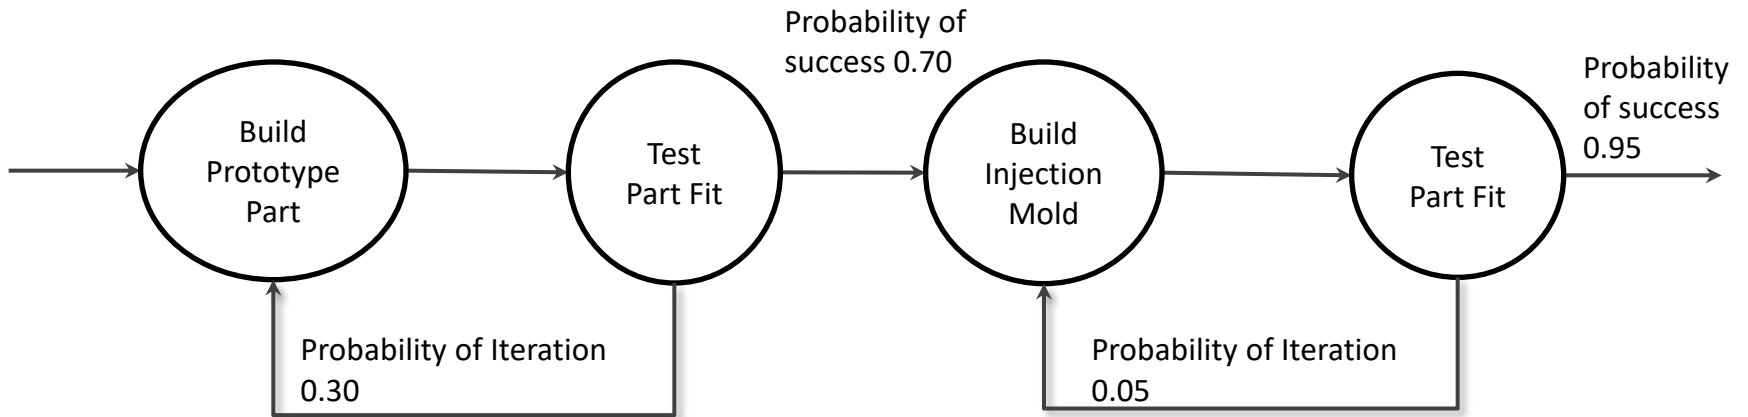 Probability of
success 0.70
Probability
of success
0.95
Build
Prototype
Part
Test
Part Fit
Build
Injection
Mold
Test
Part Fit
Probability of Iteration
0.30
Probability of Iteration
0.05